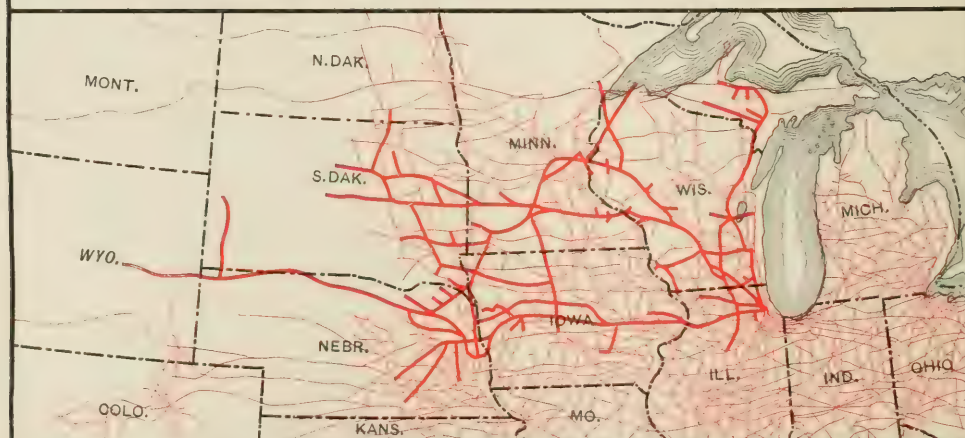 N.DAK.
MONT.
MINN.
S.DAK.
WIS.
MICH.
WYO.
IOWA
NEBR.
ILL.
IND.
OHIO
COLO.
MO.
KANS.